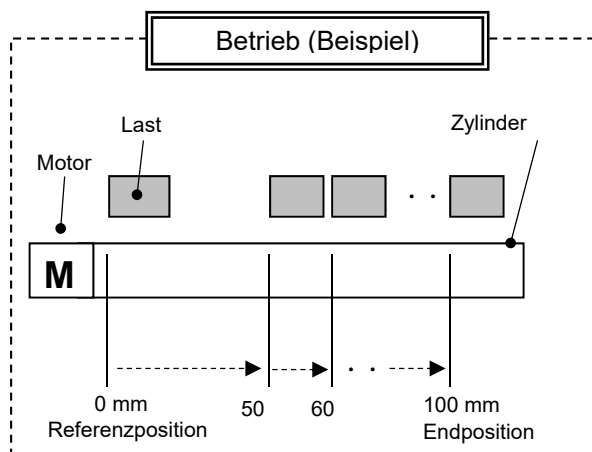 Betrieb (Beispiel)
Last
Zylinder
Motor
M
0 mm
50
60
100 mm
Referenzposition
Endposition